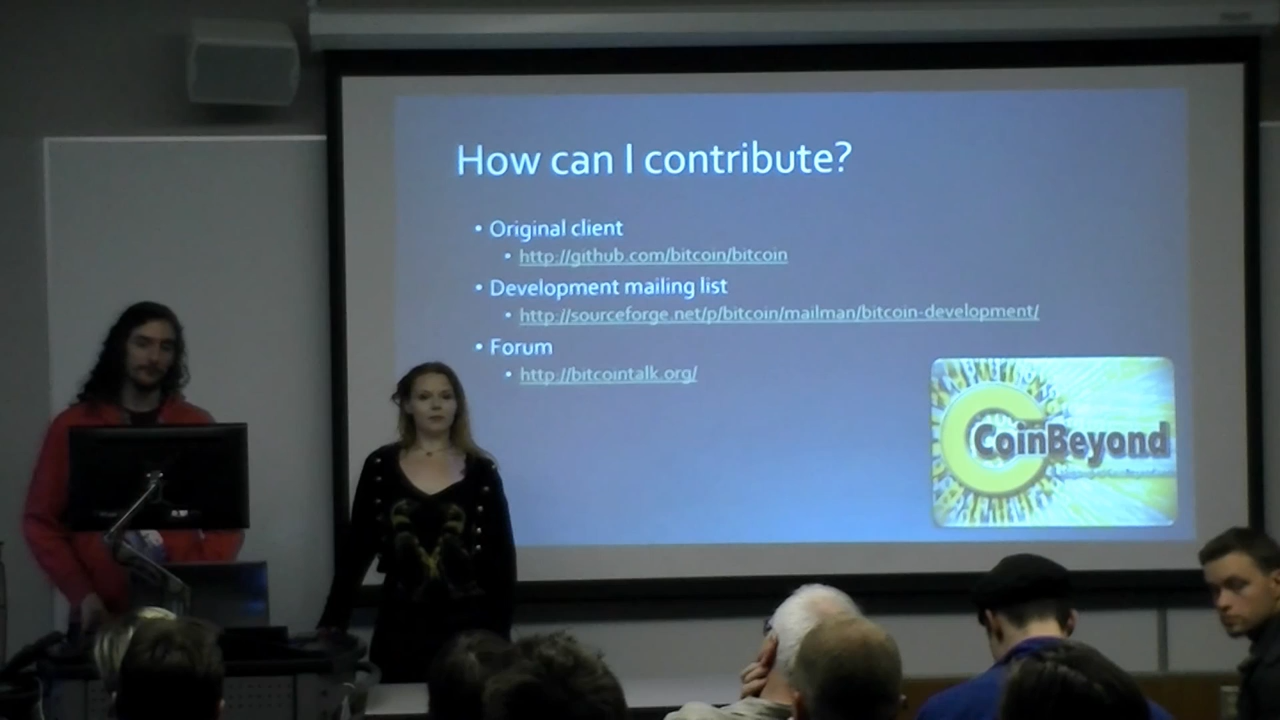 How can I contribute?
• Original client
• http://github.com/bitcoin/bitcoin
• Development mailing list
• http://sourceforge.net/p/bitcoin/mailman/bitcoin-development/
• Forum
• http://bitcointalk.org/
CoinBeyond